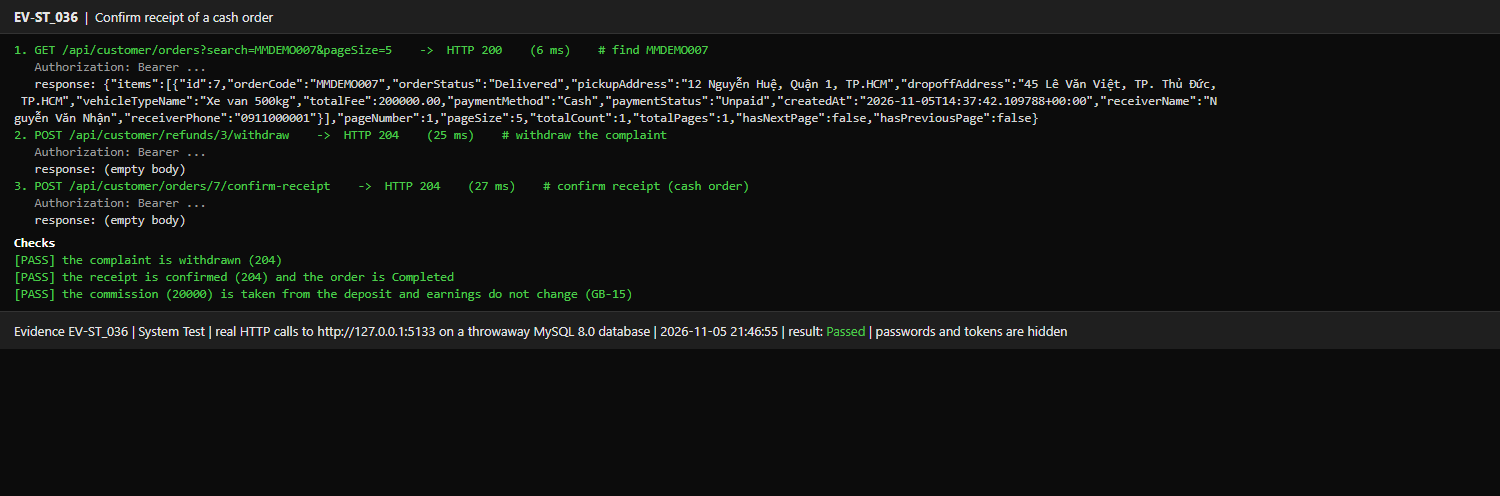 EV-ST_036 | Confirm receipt of a cash order
1. GET /api/customer/orders?search=MMDEMO007&pageSize=5 -> HTTP 200 (6 ms) # find MMDEMO007
Authorization: Bearer ...
response: {"items":[{"id":7,"orderCode":"MMDEMO007","orderStatus":"Delivered","pickupAddress":"12 Nguyễn Huệ, Quận 1, TP.HCM","dropoffAddress":"45 Lê Văn Việt, TP. Thủ Đức,
TP.HCM","vehicleTypeName":"Xe van 500kg","totalFee":200000.00,"paymentMethod":"Cash","paymentStatus":"Unpaid","createdAt":"2026-11-05T14:37:42.109788+00:00","receiverName":"N
guyễn Văn Nhận","receiverPhone":"0911000001"}],"pageNumber":1,"pageSize":5,"totalCount":1,"totalPages":1,"hasNextPage":false,"hasPreviousPage":false}
2. POST /api/customer/refunds/3/withdraw -> HTTP 204 (25 ms) # withdraw the complaint
Authorization: Bearer ...
response: (empty body)
3. POST /api/customer/orders/7/confirm-receipt -> HTTP 204 (27 ms) # confirm receipt (cash order)
Authorization: Bearer ...
response: (empty body)
Checks
[PASS] the complaint is withdrawn (204)
[PASS] the receipt is confirmed (204) and the order is Completed
[PASS] the commission (20000) is taken from the deposit and earnings do not change (GB-15)
Evidence EV-ST_036 | System Test | real HTTP calls to http://127.0.0.1:5133 on a throwaway MySQL 8.0 database | 2026-11-05 21:46:55 | result: Passed | passwords and tokens are hidden